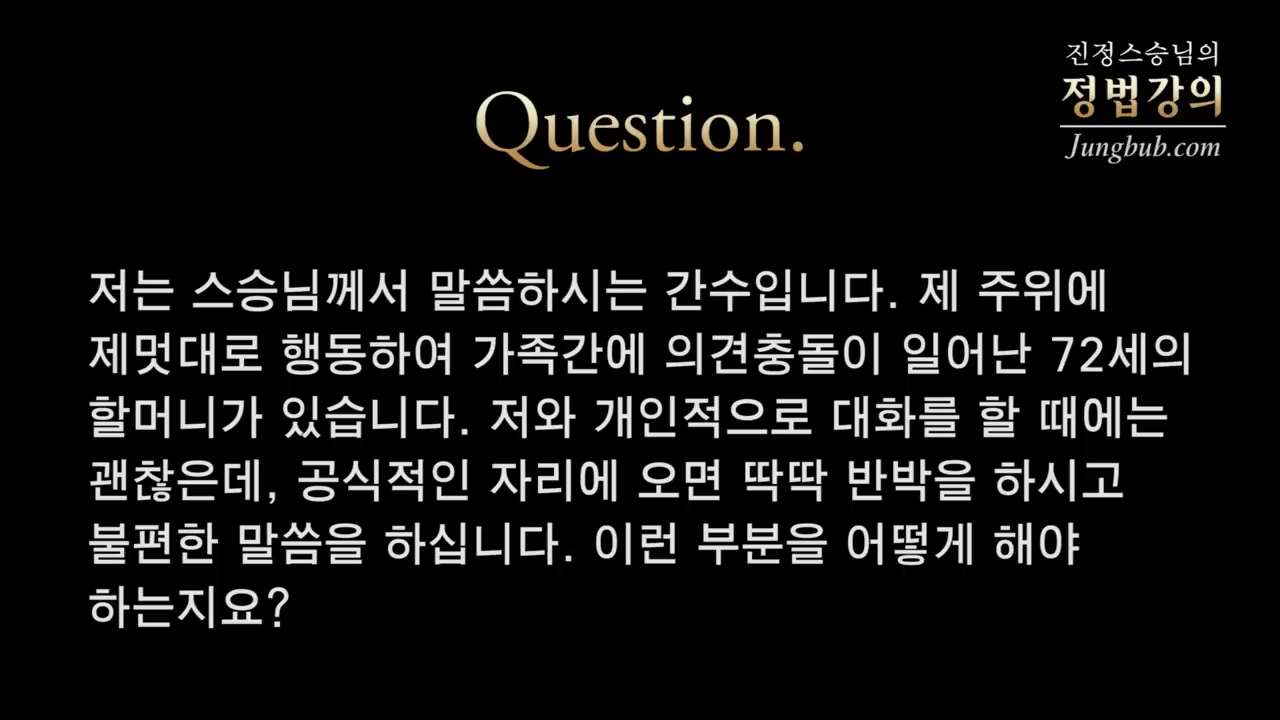 진정스승님의
정법강의
Jungbub.com
Question.
저는 스승님께서 말씀하시는 간수입니다. 제 주위에
제멋대로 행동하여 가족간에 의견충돌이 일어난 72세의
할머니가 있습니다. 저와 개인적으로 대화를 할 때에는
괜찮은데, 공식적인 자리에 오면 딱딱 반박을 하시고
불편한 말씀을 하십니다. 이런 부분을 어떻게 해야
하는지요?